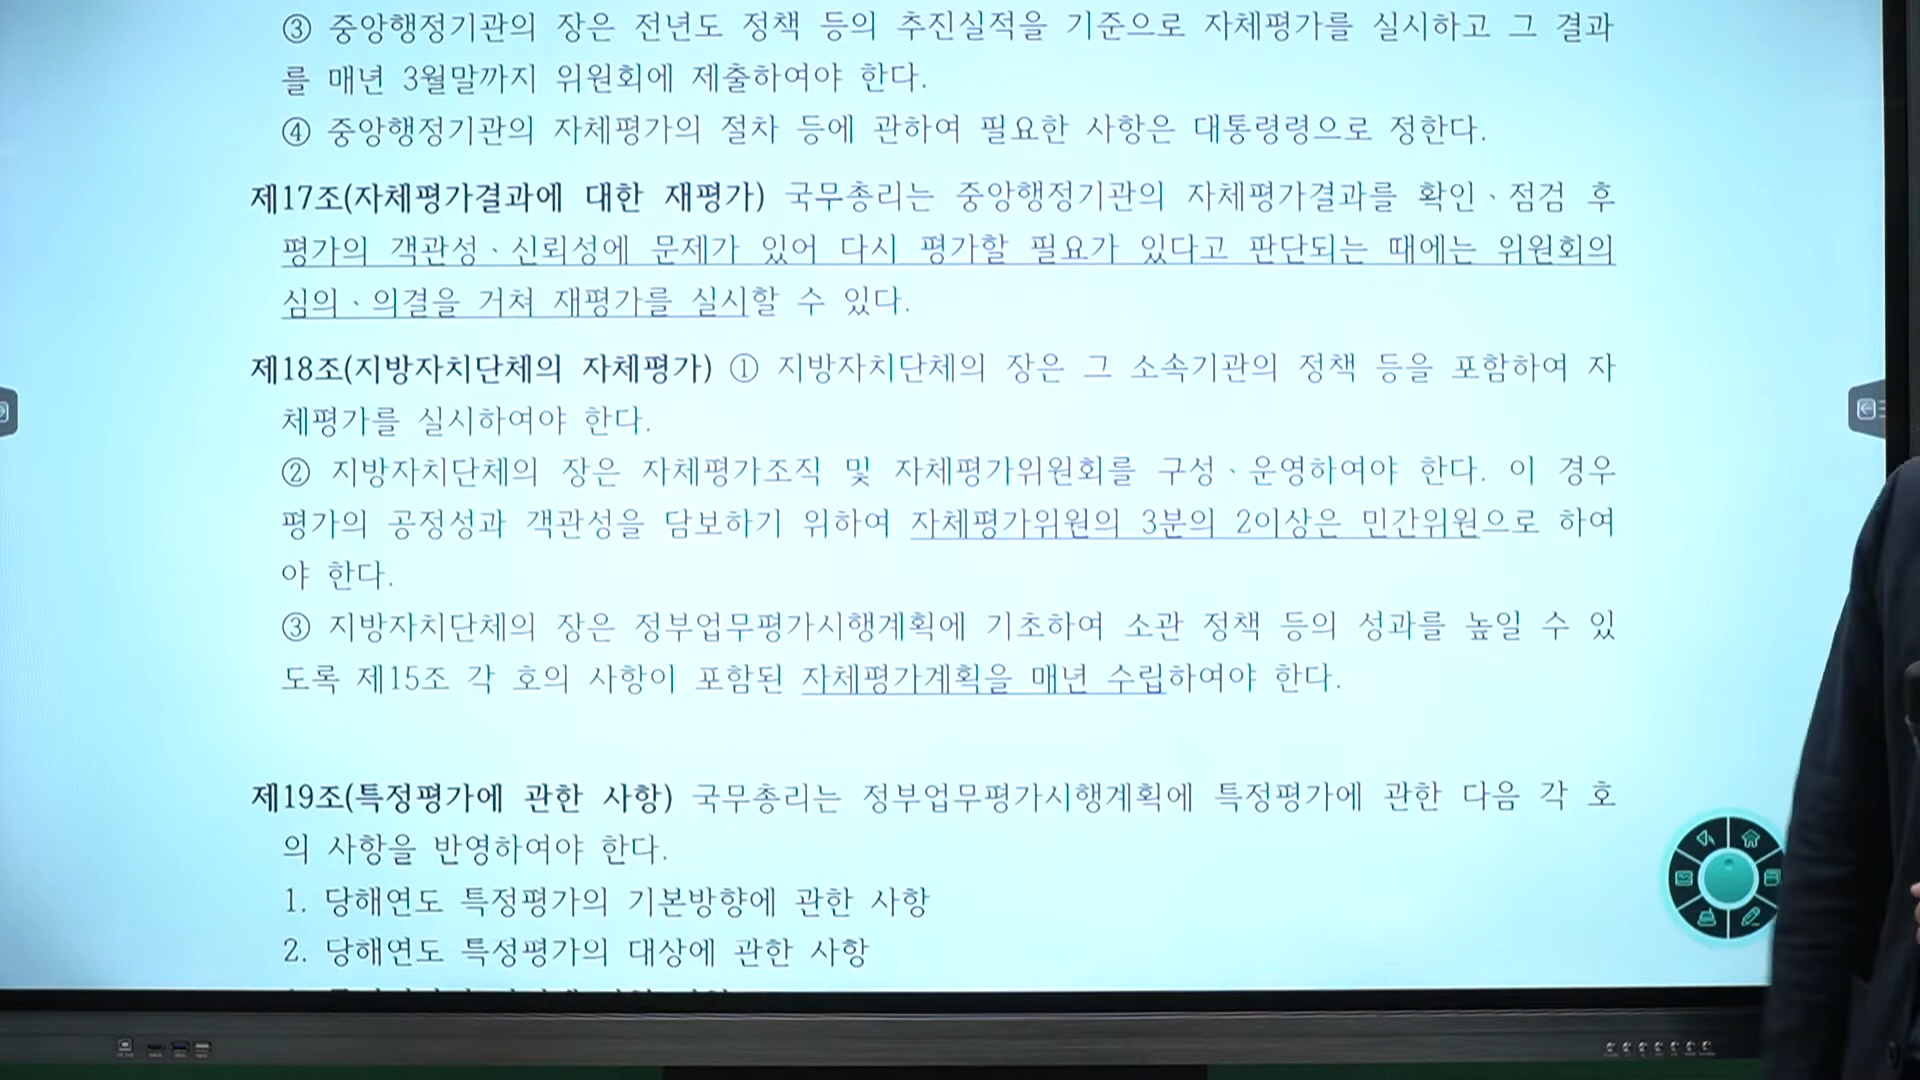 ③ 중앙행정기관의 장은 전년도 정책 등의 추진실적을 기준으로 자체평가를 실시하고 그 결과
를 매년 3월말까지 위원회에 제출하여야 한다.
④ 중앙행정기관의 자체평가의 절차 등에 관하여 필요한 사항은 대통령령으로 정한다.
제17조(자체평가결과에 대한 재평가) 국무총리는 중앙행정기관의 자체평가결과를 확인ㆍ점검 후
평가의 객관성ㆍ신뢰성에 문제가 있어 다시 평가할 필요가 있다고 판단되는 때에는 위원회의
심의ㆍ의결을 거쳐 재평가를 실시할 수 있다.
제18조(지방자치단체의 자체평가) ① 지방자치단체의 장은 그 소속기관의 정책 등을 포함하여 자
체평가를 실시하여야 한다.
② 지방자치단체의 장은 자체평가조직 및 자체평가위원회를 구성ㆍ운영하여야 한다. 이 경우
평가의 공정성과 객관성을 담보하기 위하여 자체평가위원의 3분의 2이상은 민간위원으로 하여
야 한다.
③ 지방자치단체의 장은 정부업무평가시행계획에 기초하여 소관 정책 등의 성과를 높일 수 있
도록 제15조 각 호의 사항이 포함된 자체평가계획을 매년 수립하여야 한다.
제19조(특정평가에 관한 사항) 국무총리는 정부업무평가시행계획에 특정평가에 관한 다음 각 호
의 사항을 반영하여야 한다.
1. 당해연도 특정평가의 기본방향에 관한 사항
2. 당해연도 특성평가의 대상에 관한 사항